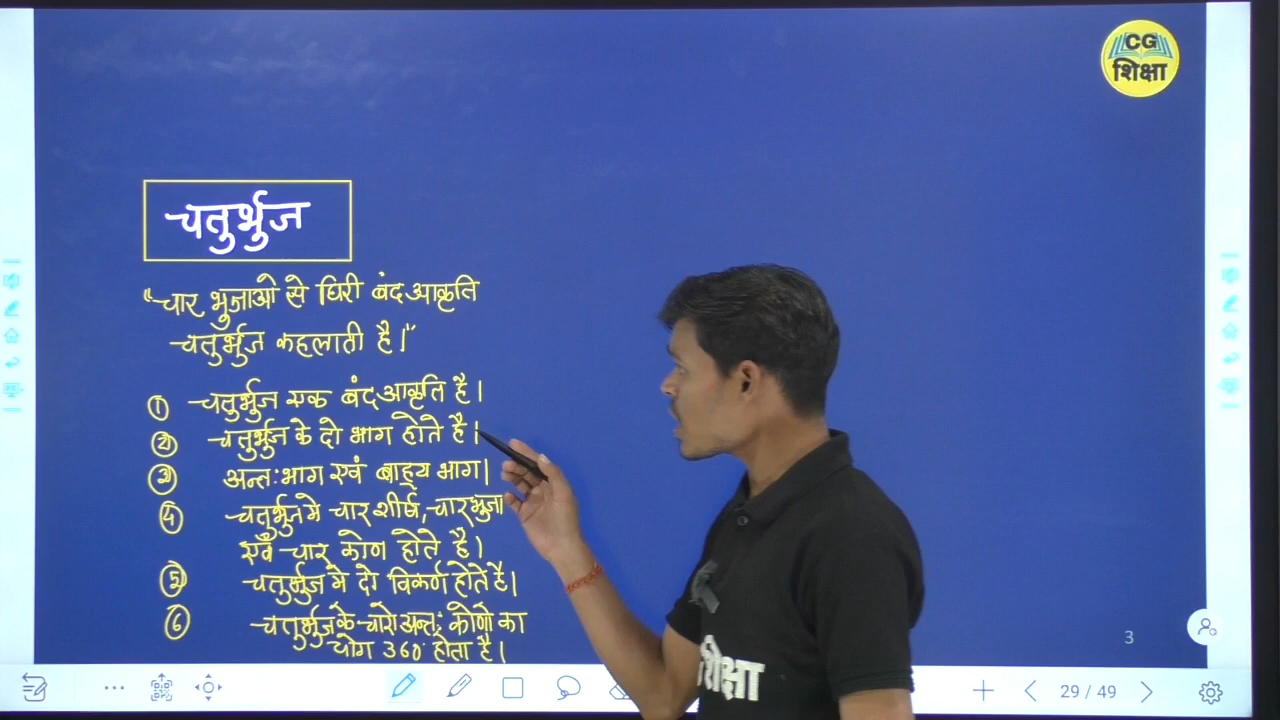 CG
शिक्षा
चतुर्भुज
"चार भुजाओ से घिरी बंद आकृति
चतुर्भुज कहलाती है।"
① चतुर्भुज एक बंद आकृति है।
② चतुर्भुज के दो भाग होते है।
③ अन्तः भाग एवं बाह्य भाग।
④ चतुर्भुज मे चार शीर्ष, चार भुजा
एवं चार कोण होते है।
⑤ चतुर्भुज मे दो विकर्ण होते है।
⑥ चतुर्भुज के चारो अन्तः कोणो का
योग 360° होता है।
शिक्षा
3
29 / 49